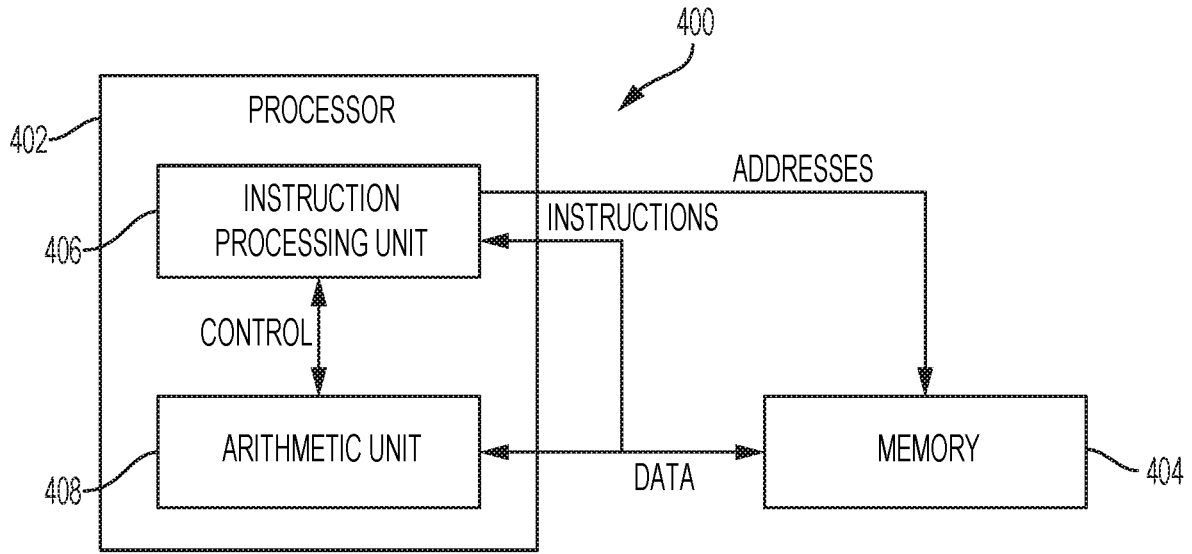 400
PROCESSOR
402
ADDRESSES
INSTRUCTION
PROCESSING UNIT
INSTRUCTIONS
406
CONTROL
ARITHMETIC UNIT
MEMORY
DATA
408
404